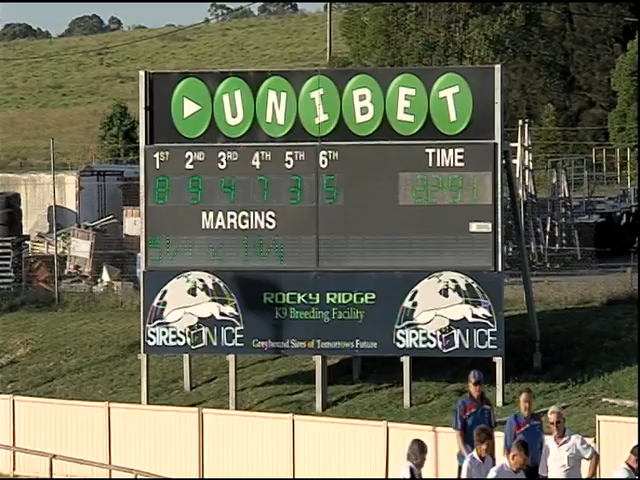 UNIBET
1ST 2ND 3RD 4TH 5TH 6TH TIME
8 9 4 7 3 5
MARGINS
SIRES ON ICE
ROCKY RIDGE
K9 Breeding Facility
Greyhound Sires of Tomorrows Future
SIRES ON ICE